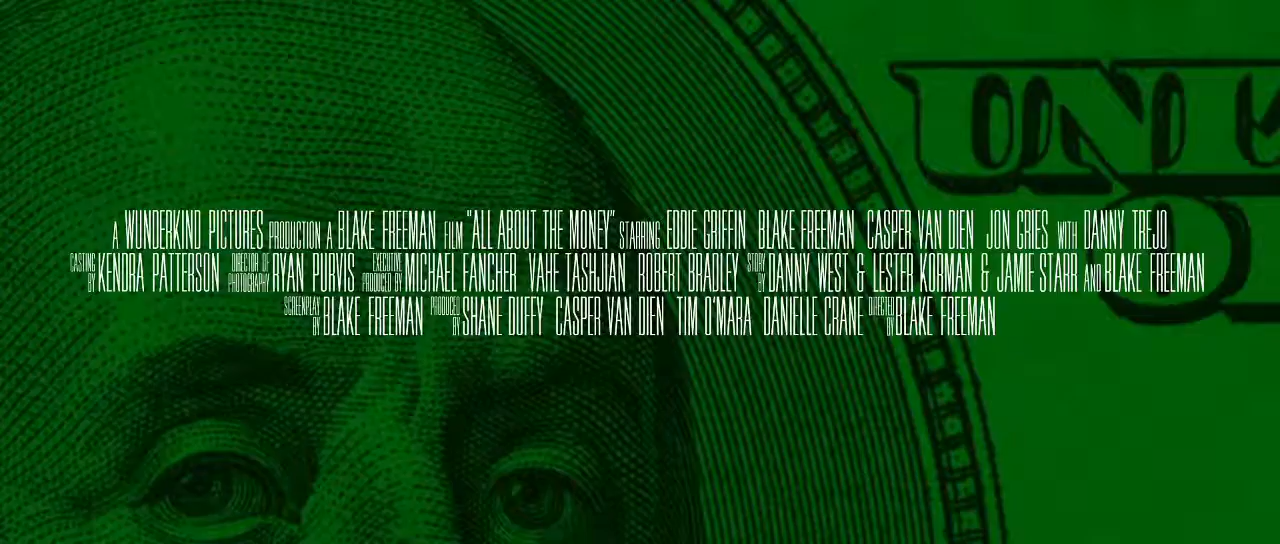 UNI
A WUNDERKIND PICTURES PRODUCTION A BLAKE FREEMAN FILM "ALL ABOUT THE MONEY" STARRING EDDIE GRIFFIN BLAKE FREEMAN CASPER VAN DIEN JON GRIES WITH DANNY TREJO
CASTING BY KENDRA PATTERSON DIRECTOR OF PHOTOGRAPHY RYAN PURVIS EXECUTIVE PRODUCED BY MICHAEL FANCHER VAHE TASHJIAN ROBERT BRADLEY STORY BY DANNY WEST & LESTER KORMAN & JAMIE STARR AND BLAKE FREEMAN
SCREENPLAY BY BLAKE FREEMAN PRODUCED BY SHANE DUFFY CASPER VAN DIEN TIM O'MARA DANIELLE CRANE DIRECTED BY BLAKE FREEMAN